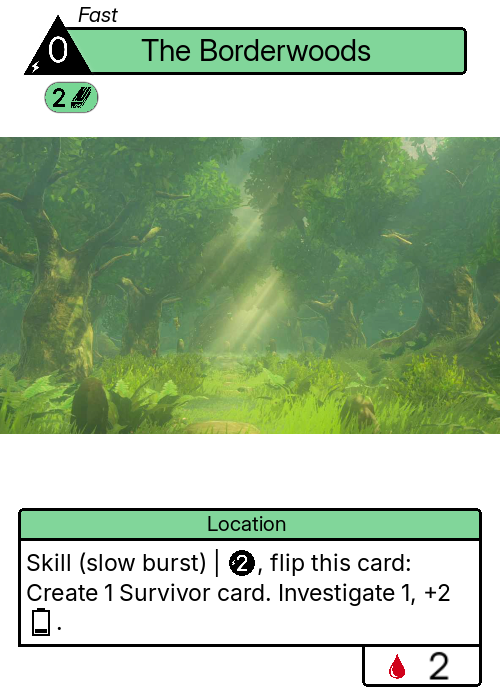 Fast
0
The Borderwoods
2
Location
Skill (slow burst) | 2, flip this card:
Create 1 Survivor card. Investigate 1, +2
.
2